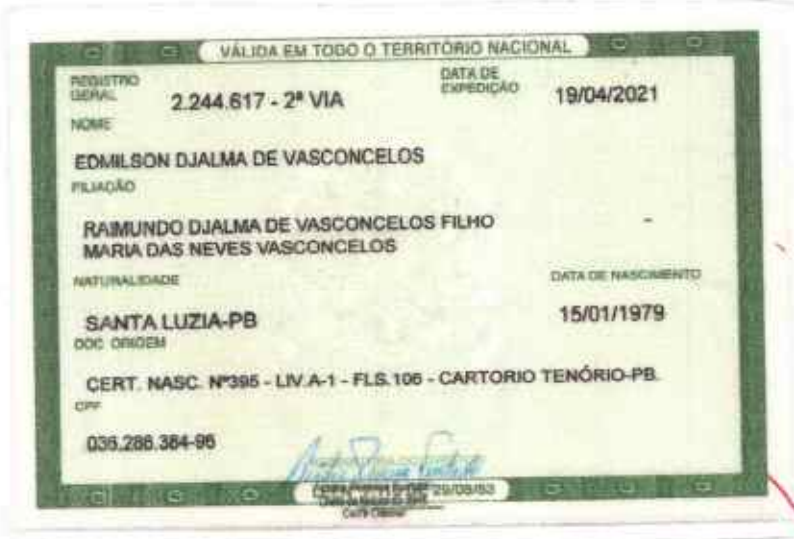 VÁLIDA EM TODO O TERRITÓRIO NACIONAL
REGISTRO GERAL 2.244.617 - 2ª VIA DATA DE EXPEDIÇÃO 19/04/2021
NOME
EDMILSON DJALMA DE VASCONCELOS
FILIAÇÃO
RAIMUNDO DJALMA DE VASCONCELOS FILHO -
MARIA DAS NEVES VASCONCELOS
NATURALIDADE DATA DE NASCIMENTO
SANTA LUZIA-PB 15/01/1979
DOC ORIGEM
CERT. NASC. Nº395 - LIV.A-1 - FLS.106 - CARTORIO TENÓRIO-PB.
CPF
036.286.384-96
29/08/83